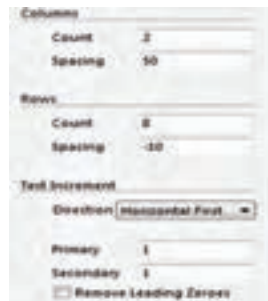 Columns
Count 2
Spacing 50
Rows
Count 8
Spacing -10
Text Increment
Direction Horizontal First
Primary 1
Secondary 1
Remove Leading Zeroes